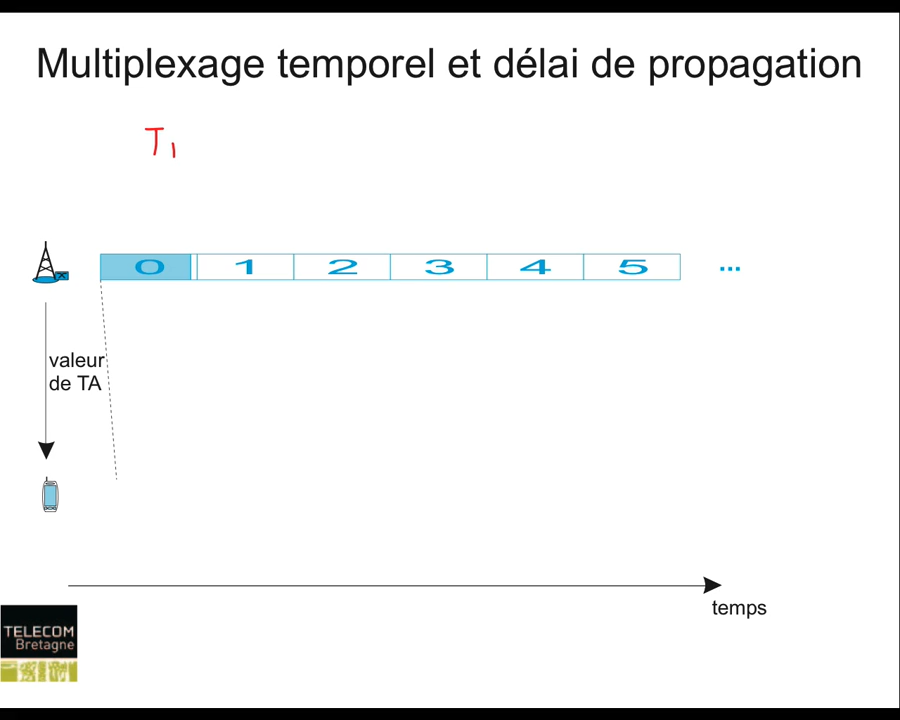 Multiplexage temporel et délai de propagation
T1
0 1 2 3 4 5 ...
valeur
de TA
temps
TELECOM
Bretagne